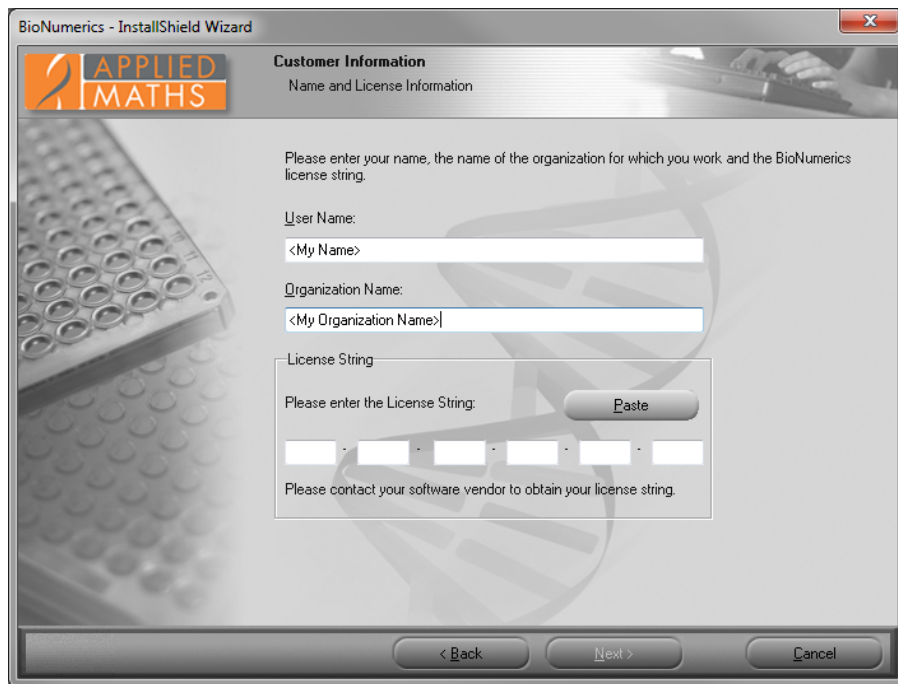 BioNumerics - InstallShield Wizard
APPLIED
MATHS
Customer Information
Name and License Information
Please enter your name, the name of the organization for which you work and the BioNumerics
license string.
User Name:
<My Name>
Organization Name:
<My Organization Name>
License String
Please enter the License String:
Paste
- - - - -
Please contact your software vendor to obtain your license string.
10 11 12
< Back
Next >
Cancel